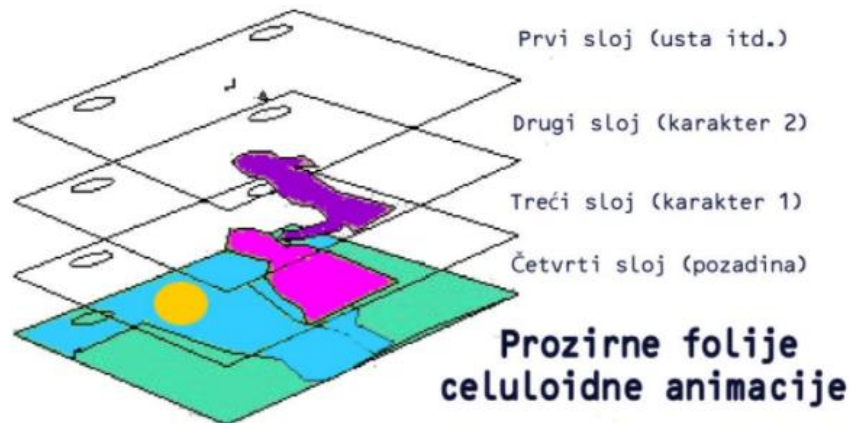 Prvi sloj (usta itd.)
Drugi sloj (karakter 2)
Treći sloj (karakter 1)
Četvrti sloj (pozadina)
Prozirne folije
celuloidne animacije